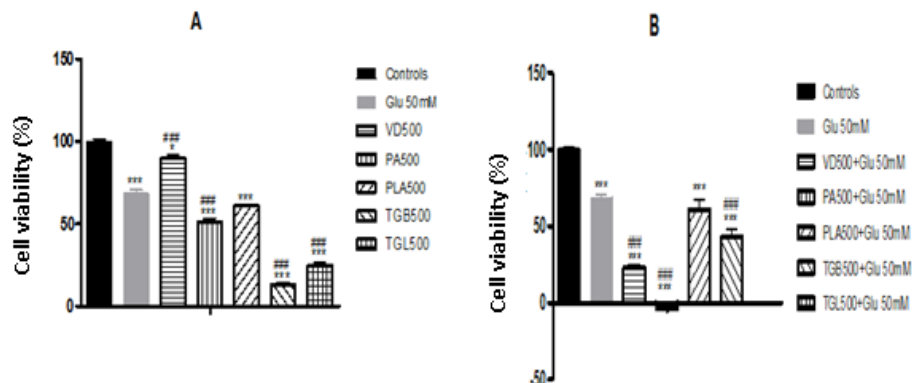 A
Cell viability (%)
150
100
50
0
***
###
*
###
***
***
###
***
###
***
Controls
Glu 50mM
VD500
PA500
PLA500
TGB500
TGL500
B
Cell viability (%)
150
100
50
0
-50
***
###
***
###
***
***
###
***
Controls
Glu 50mM
VD500+Glu 50mM
PA500+Glu 50mM
PLA500+Glu 50mM
TGB500+Glu 50mM
TGL500+Glu 50mM